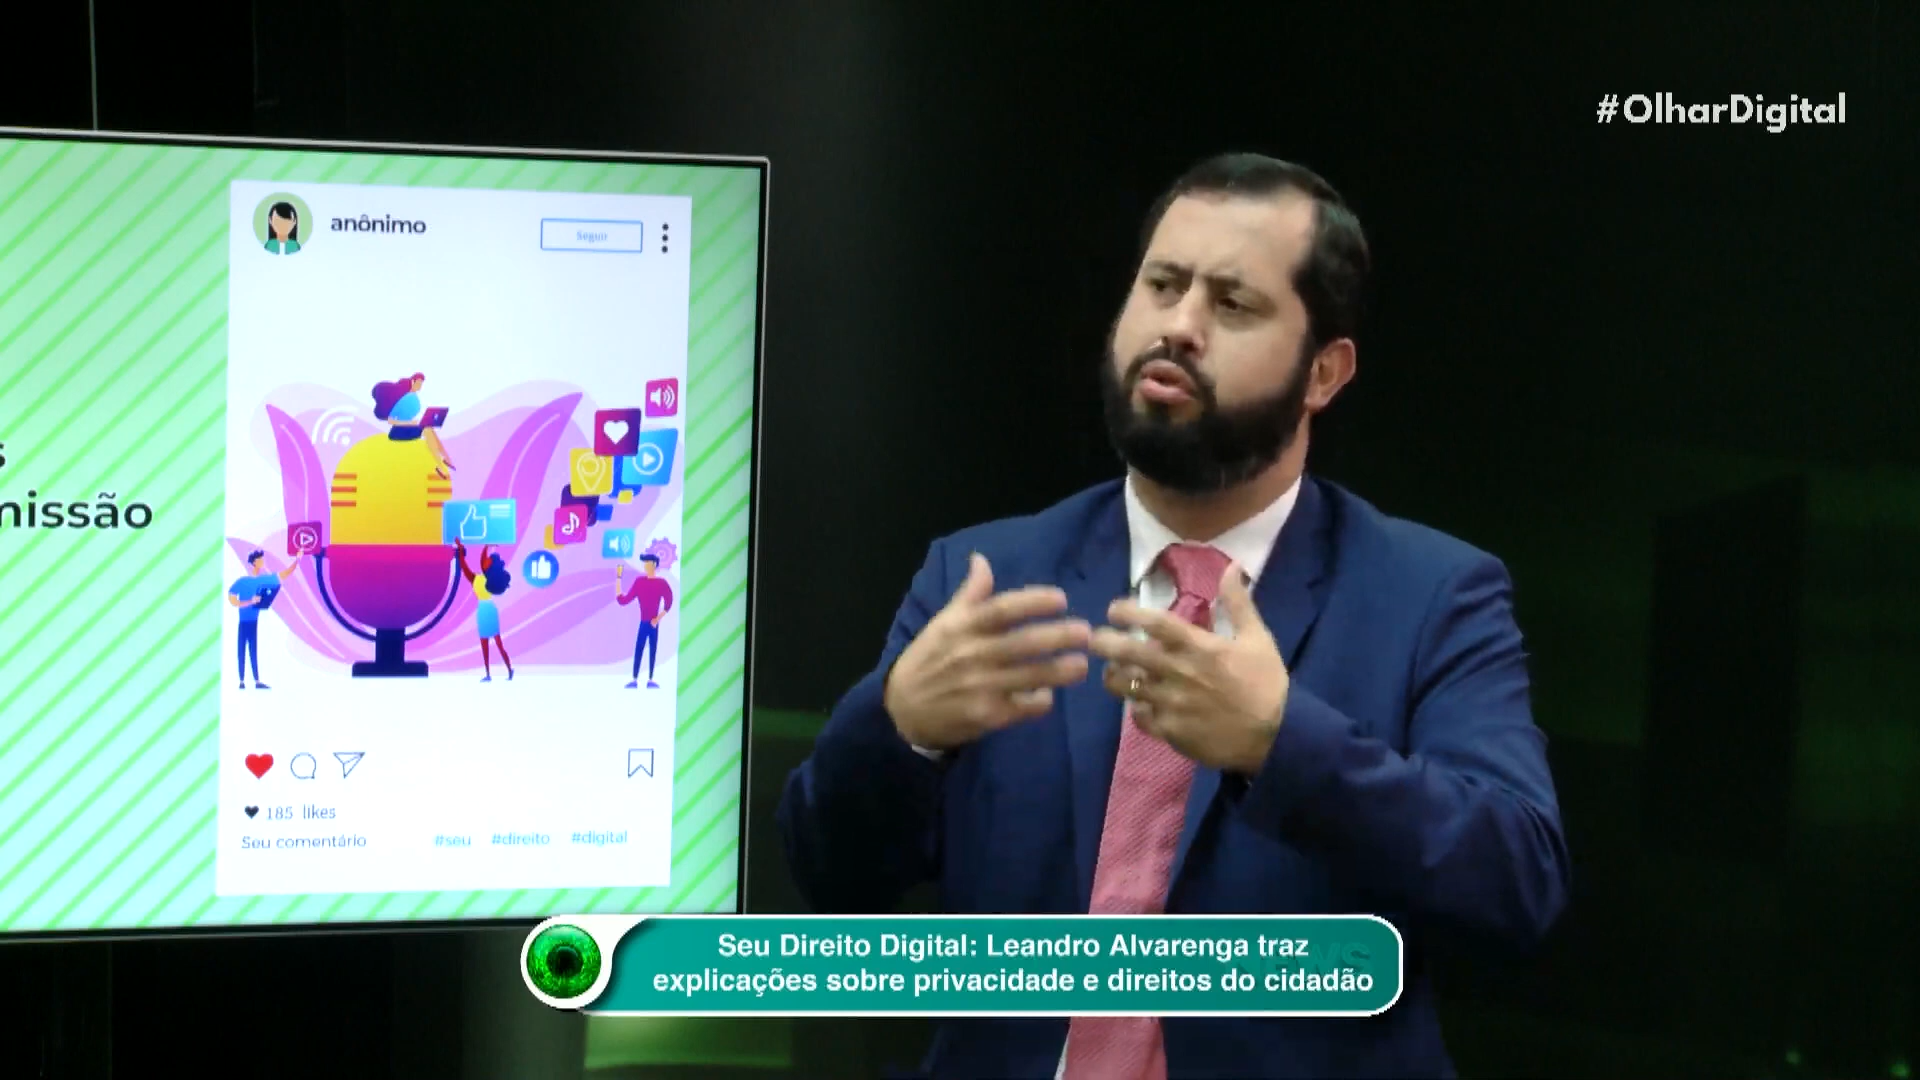 #OlharDigital
anônimo
Seguir
185 likes
Seu comentário #seu #direito #digital
Seu Direito Digital: Leandro Alvarenga traz
explicações sobre privacidade e direitos do cidadão